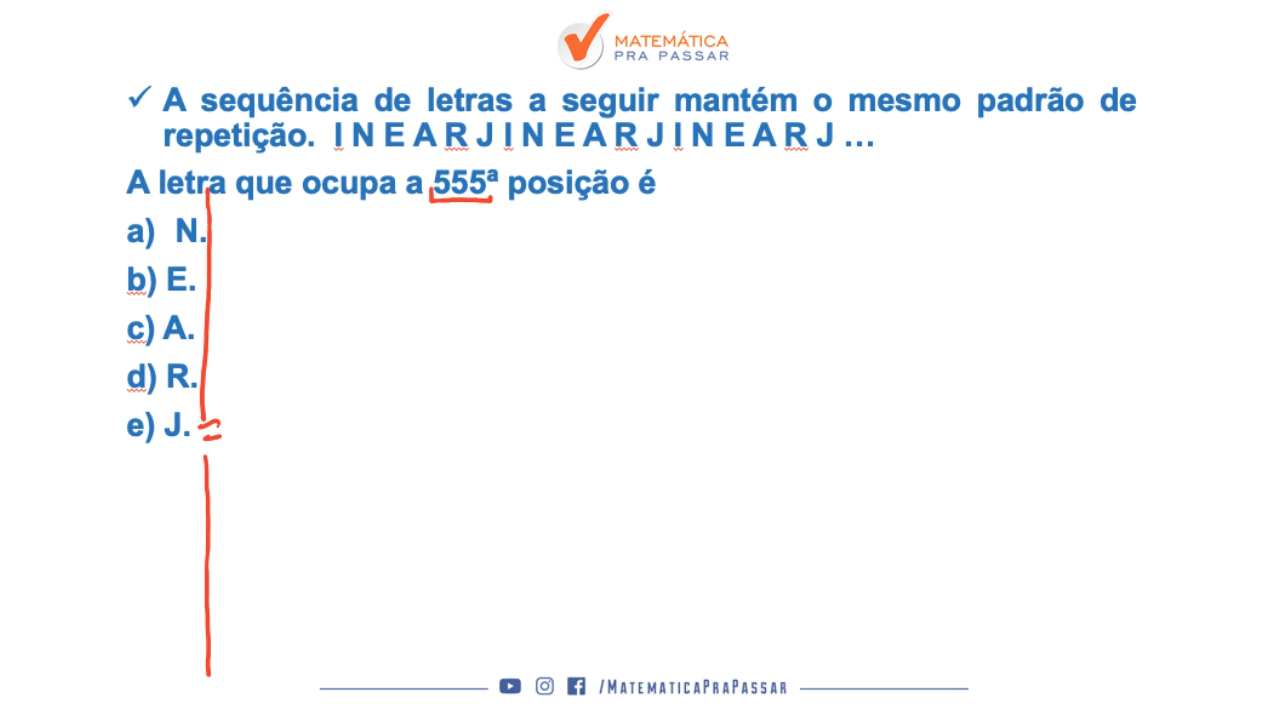 MATEMÁTICA
PRA PASSAR
✓ A sequência de letras a seguir mantém o mesmo padrão de
repetição. I N E A R J I N E A R J I N E A R J ...
A letra que ocupa a 555ª posição é
a) N.
b) E.
c) A.
d) R.
e) J.
/MATEMATICAPRAPASSAR